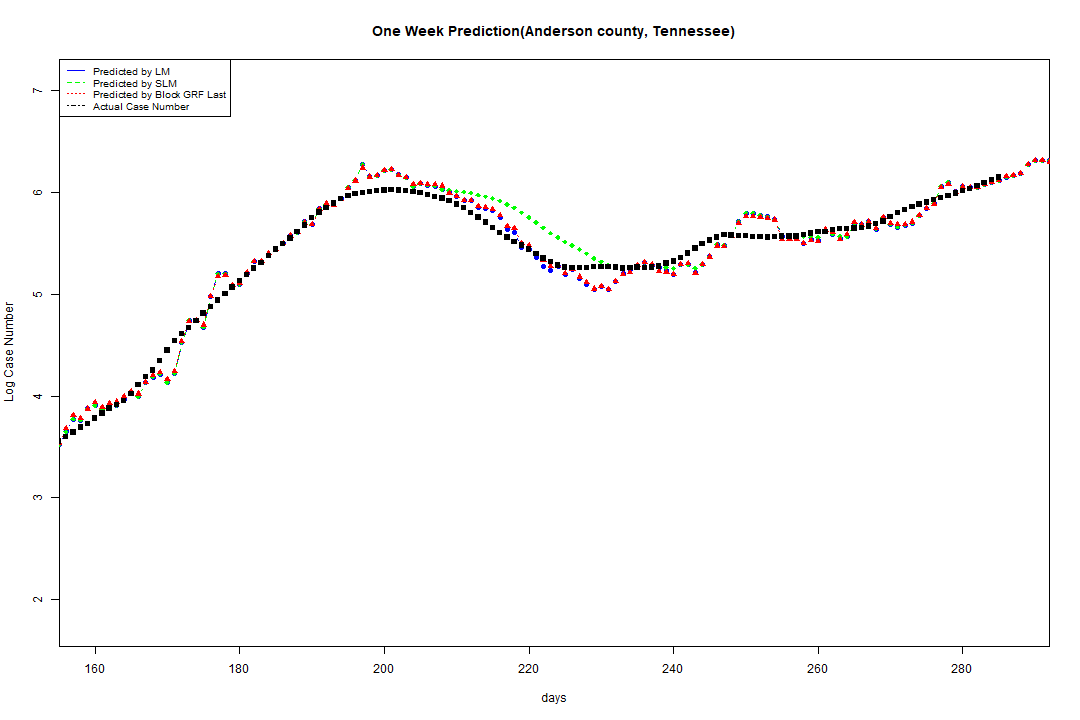 One Week Prediction(Anderson county, Tennessee)
Predicted by LM
Predicted by SLM
Predicted by Block GRF Last
Actual Case Number
7
6
5
4
3
2
Log Case Number
160 180 200 220 240 260 280
days